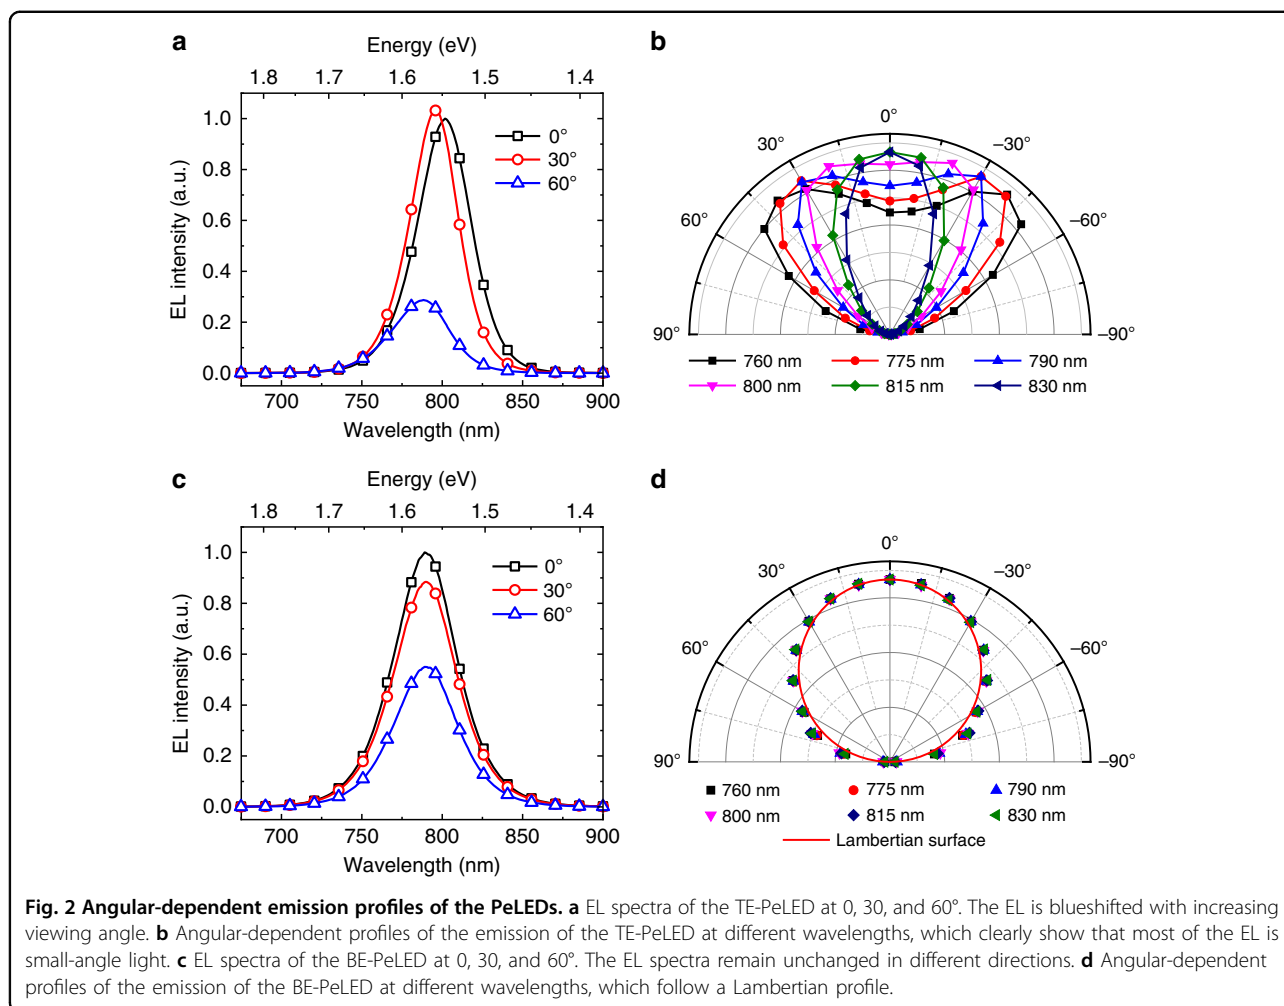 a
Energy (eV)
1.8 1.7 1.6 1.5 1.4
EL intensity (a.u.)
1.0
0.8
0.6
0.4
0.2
0.0
0°
30°
60°
700 750 800 850 900
Wavelength (nm)
b
0°
30° –30°
60° –60°
90° –90°
760 nm 775 nm 790 nm
800 nm 815 nm 830 nm
c
Energy (eV)
1.8 1.7 1.6 1.5 1.4
EL intensity (a.u.)
1.0
0.8
0.6
0.4
0.2
0.0
0°
30°
60°
700 750 800 850 900
Wavelength (nm)
d
0°
30° –30°
60° –60°
90° –90°
760 nm 775 nm 790 nm
800 nm 815 nm 830 nm
Lambertian surface
Fig. 2 Angular-dependent emission profiles of the PeLEDs. a EL spectra of the TE-PeLED at 0, 30, and 60°. The EL is blueshifted with increasing
viewing angle. b Angular-dependent profiles of the emission of the TE-PeLED at different wavelengths, which clearly show that most of the EL is
small-angle light. c EL spectra of the BE-PeLED at 0, 30, and 60°. The EL spectra remain unchanged in different directions. d Angular-dependent
profiles of the emission of the BE-PeLED at different wavelengths, which follow a Lambertian profile.